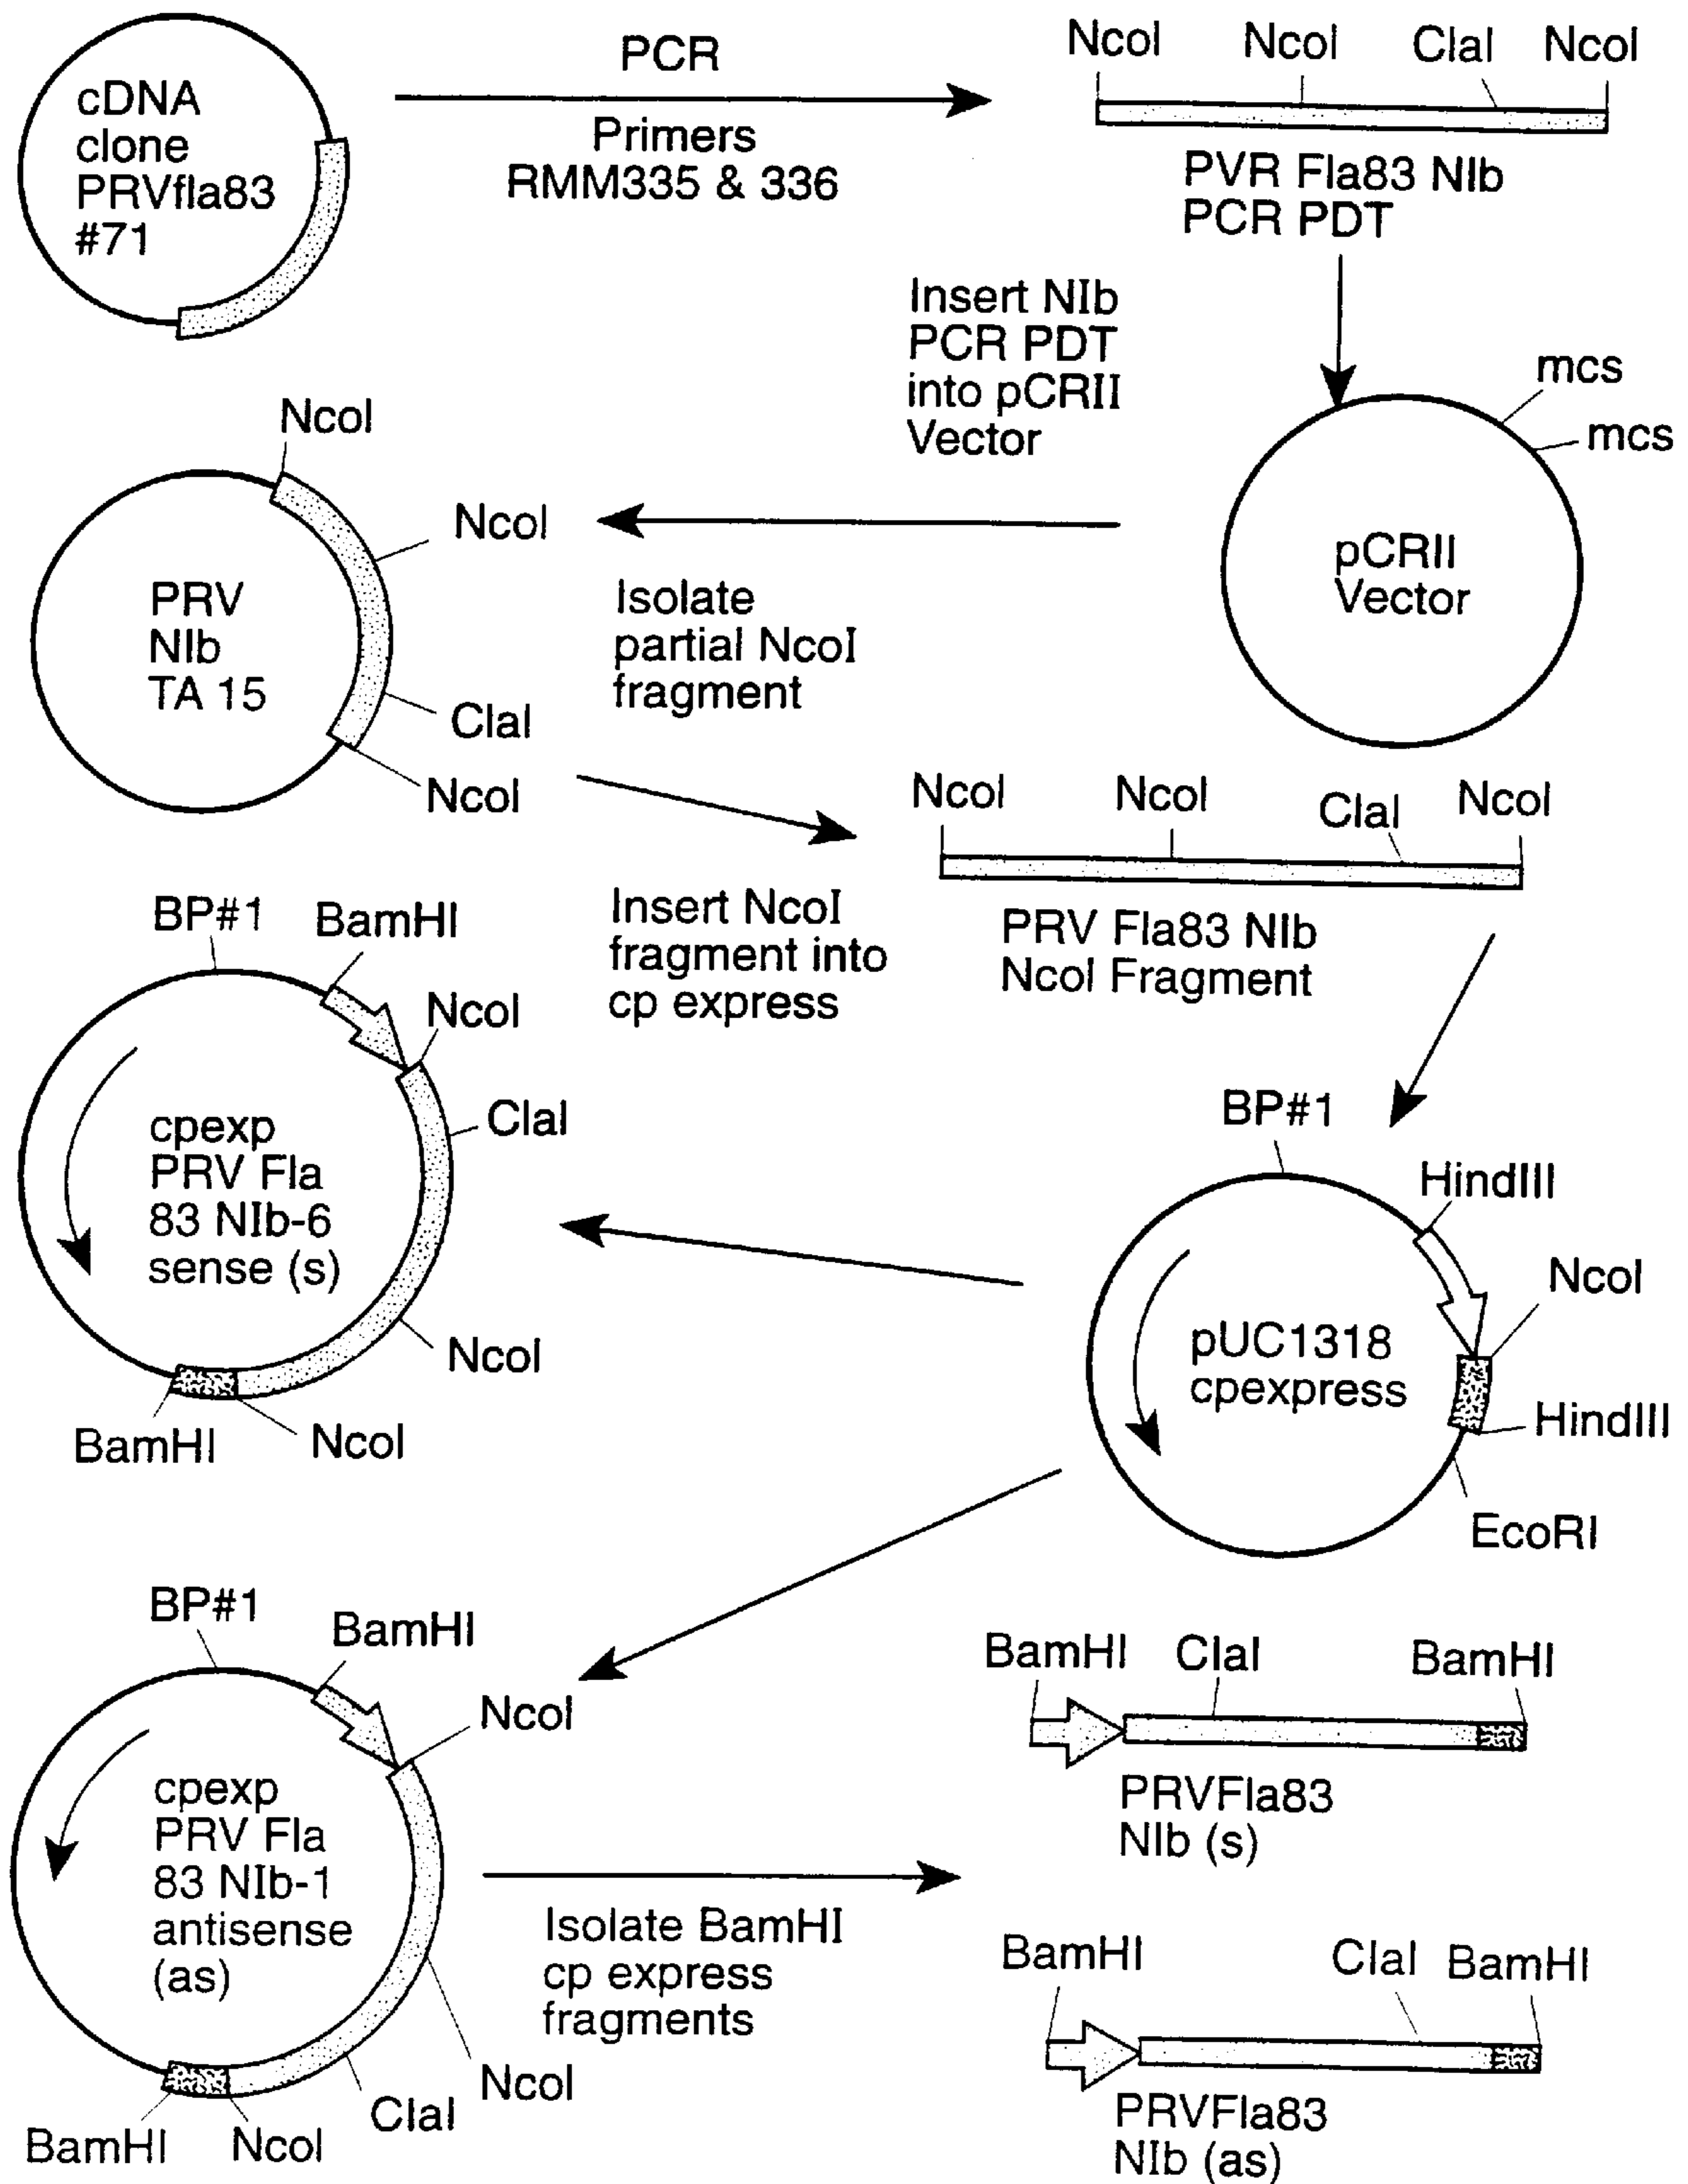 cDNA
clone
PRVfla83
#71
PCR
Primers
RMM335 & 336
NcoI
NcoI
ClaI
NcoI
PVR Fla83 NIb
PCR PDT
Insert NIb
PCR PDT
into pCRII
Vector
mcs
mcs
pCRII
Vector
NcoI
NcoI
PRV
NIb
TA 15
ClaI
NcoI
Isolate
partial NcoI
fragment
NcoI
NcoI
ClaI
NcoI
PRV Fla83 NIb
NcoI Fragment
Insert NcoI
fragment into
cp express
BP#1
BamHI
NcoI
ClaI
cpexp
PRV Fla
83 NIb-6
sense (s)
NcoI
BamHI
NcoI
BP#1
HindIII
NcoI
pUC1318
cpexpress
HindIII
EcoRI
BP#1
BamHI
NcoI
cpexp
PRV Fla
83 NIb-1
antisense
(as)
NcoI
ClaI
BamHI
NcoI
Isolate BamHI
cp express
fragments
BamHI
ClaI
BamHI
PRVFla83
NIb (s)
BamHI
ClaI
BamHI
PRVFla83
NIb (as)